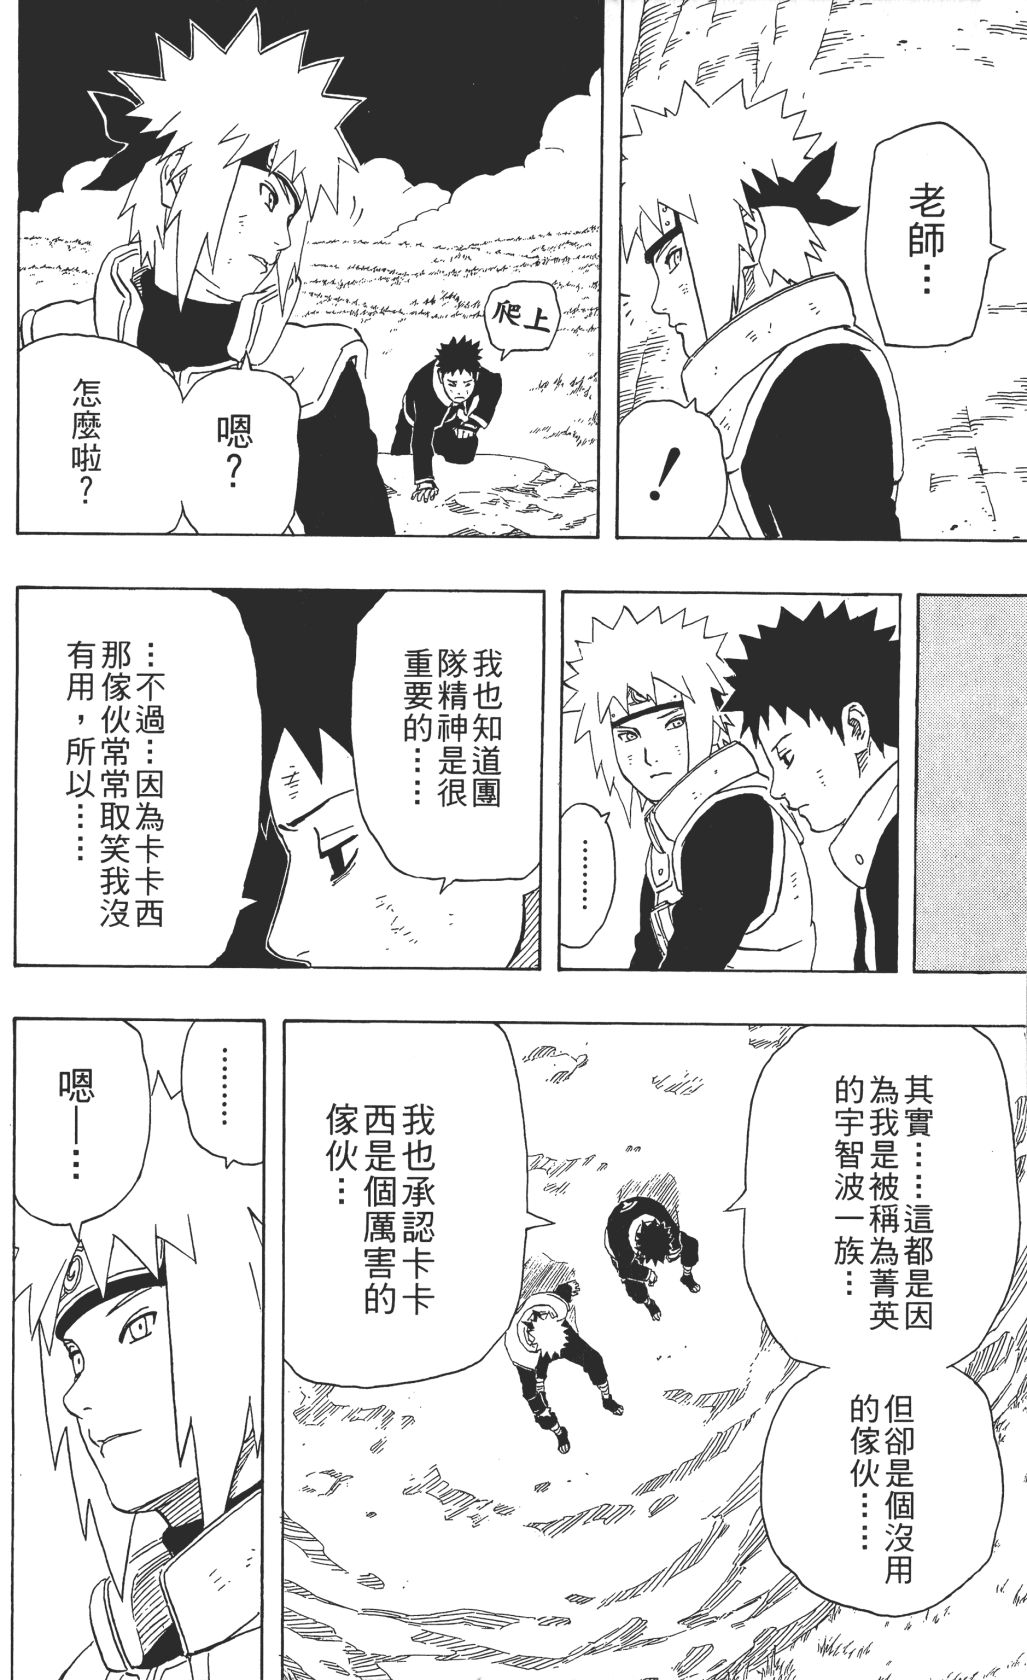 老師…
！
爬上
嗯？
怎麼啦？
………
我也知道團
隊精神是很
重要的……
…不過…因為卡卡西
那傢伙常常取笑我沒
有用，所以……
其實……這都是因
為我是被稱為菁英
的宇智波一族…
但卻是個沒用
的傢伙……
我也承認卡卡
西是個厲害的
傢伙…
………
嗯—…